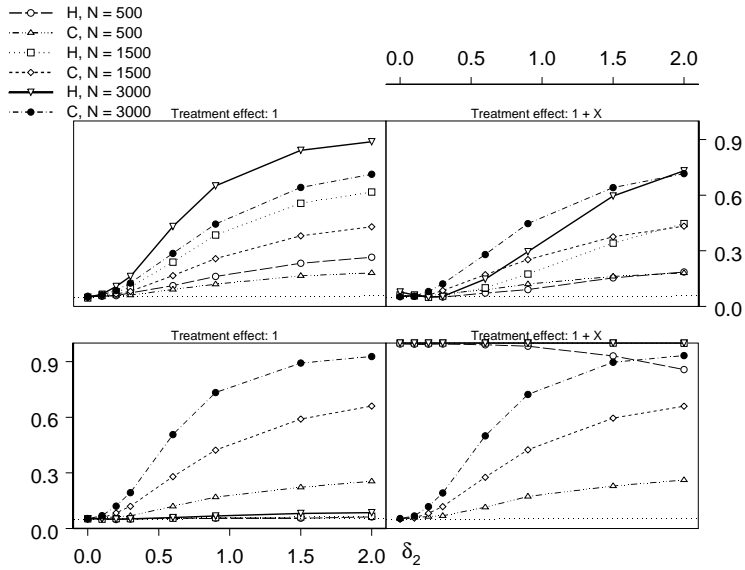 H, N = 500
C, N = 500
H, N = 1500
C, N = 1500
H, N = 3000
C, N = 3000
0.0 0.5 1.0 1.5 2.0
Treatment effect: 1
Treatment effect: 1 + X
0.9
0.6
0.3
0.0
Treatment effect: 1
Treatment effect: 1 + X
0.9
0.6
0.3
0.0
0.0 0.5 1.0 1.5 2.0
δ2